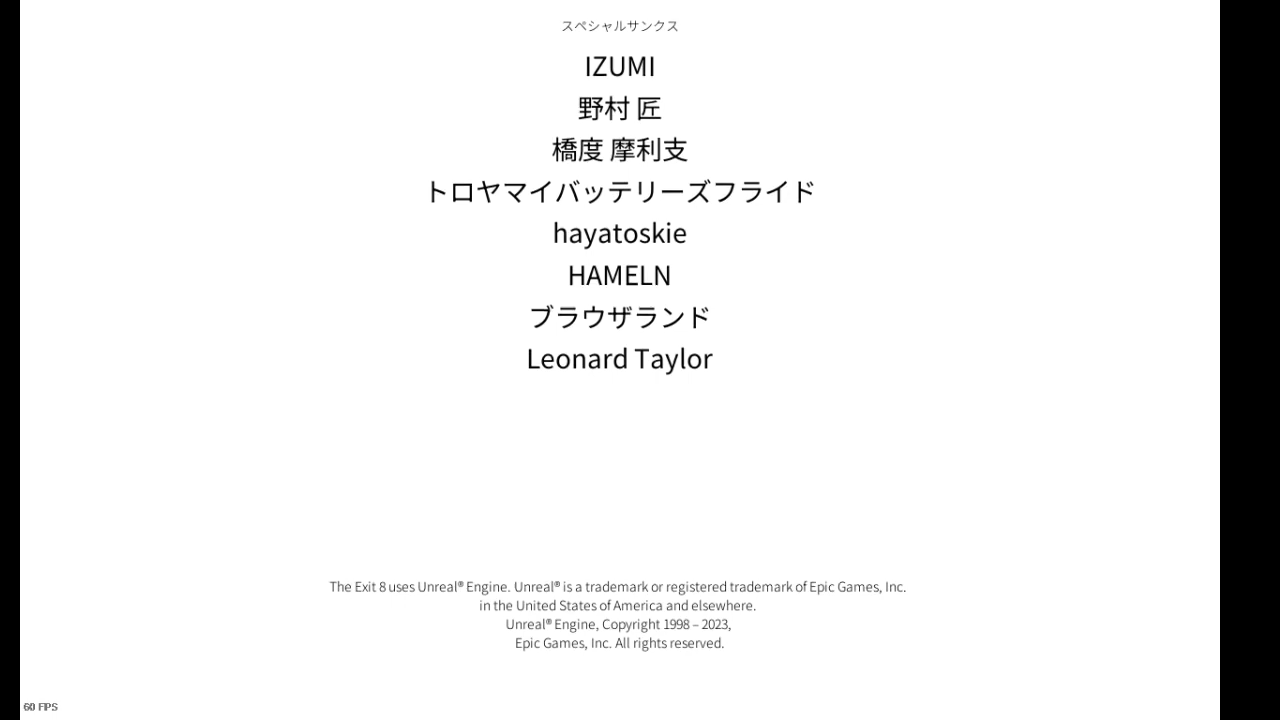 スペシャルサンクス
IZUMI
野村 匠
橋度 摩利支
トロヤマイバッテリーズフライド
hayatoskie
HAMELN
ブラウザランド
Leonard Taylor
The Exit 8 uses Unreal® Engine. Unreal® is a trademark or registered trademark of Epic Games, Inc.
in the United States of America and elsewhere.
Unreal® Engine, Copyright 1998 – 2023,
Epic Games, Inc. All rights reserved.
60 FPS